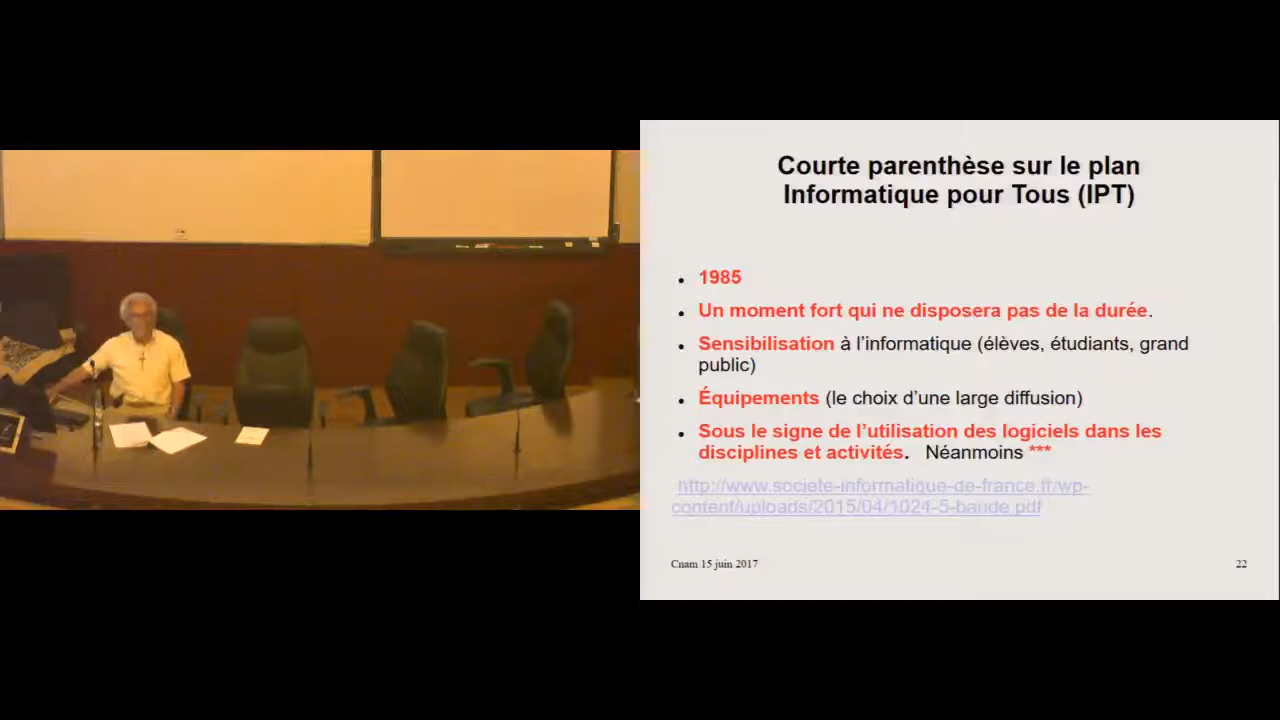 Courte parenthèse sur le plan
Informatique pour Tous (IPT)
• 1985
• Un moment fort qui ne disposera pas de la durée.
• Sensibilisation à l’informatique (élèves, étudiants, grand
public)
• Équipements (le choix d’une large diffusion)
• Sous le signe de l’utilisation des logiciels dans les
disciplines et activités. Néanmoins ***
http://www.societe-informatique-de-france.fr/wp-
content/uploads/2015/04/1024-5-baude.pdf
Cnam 15 juin 2017
22